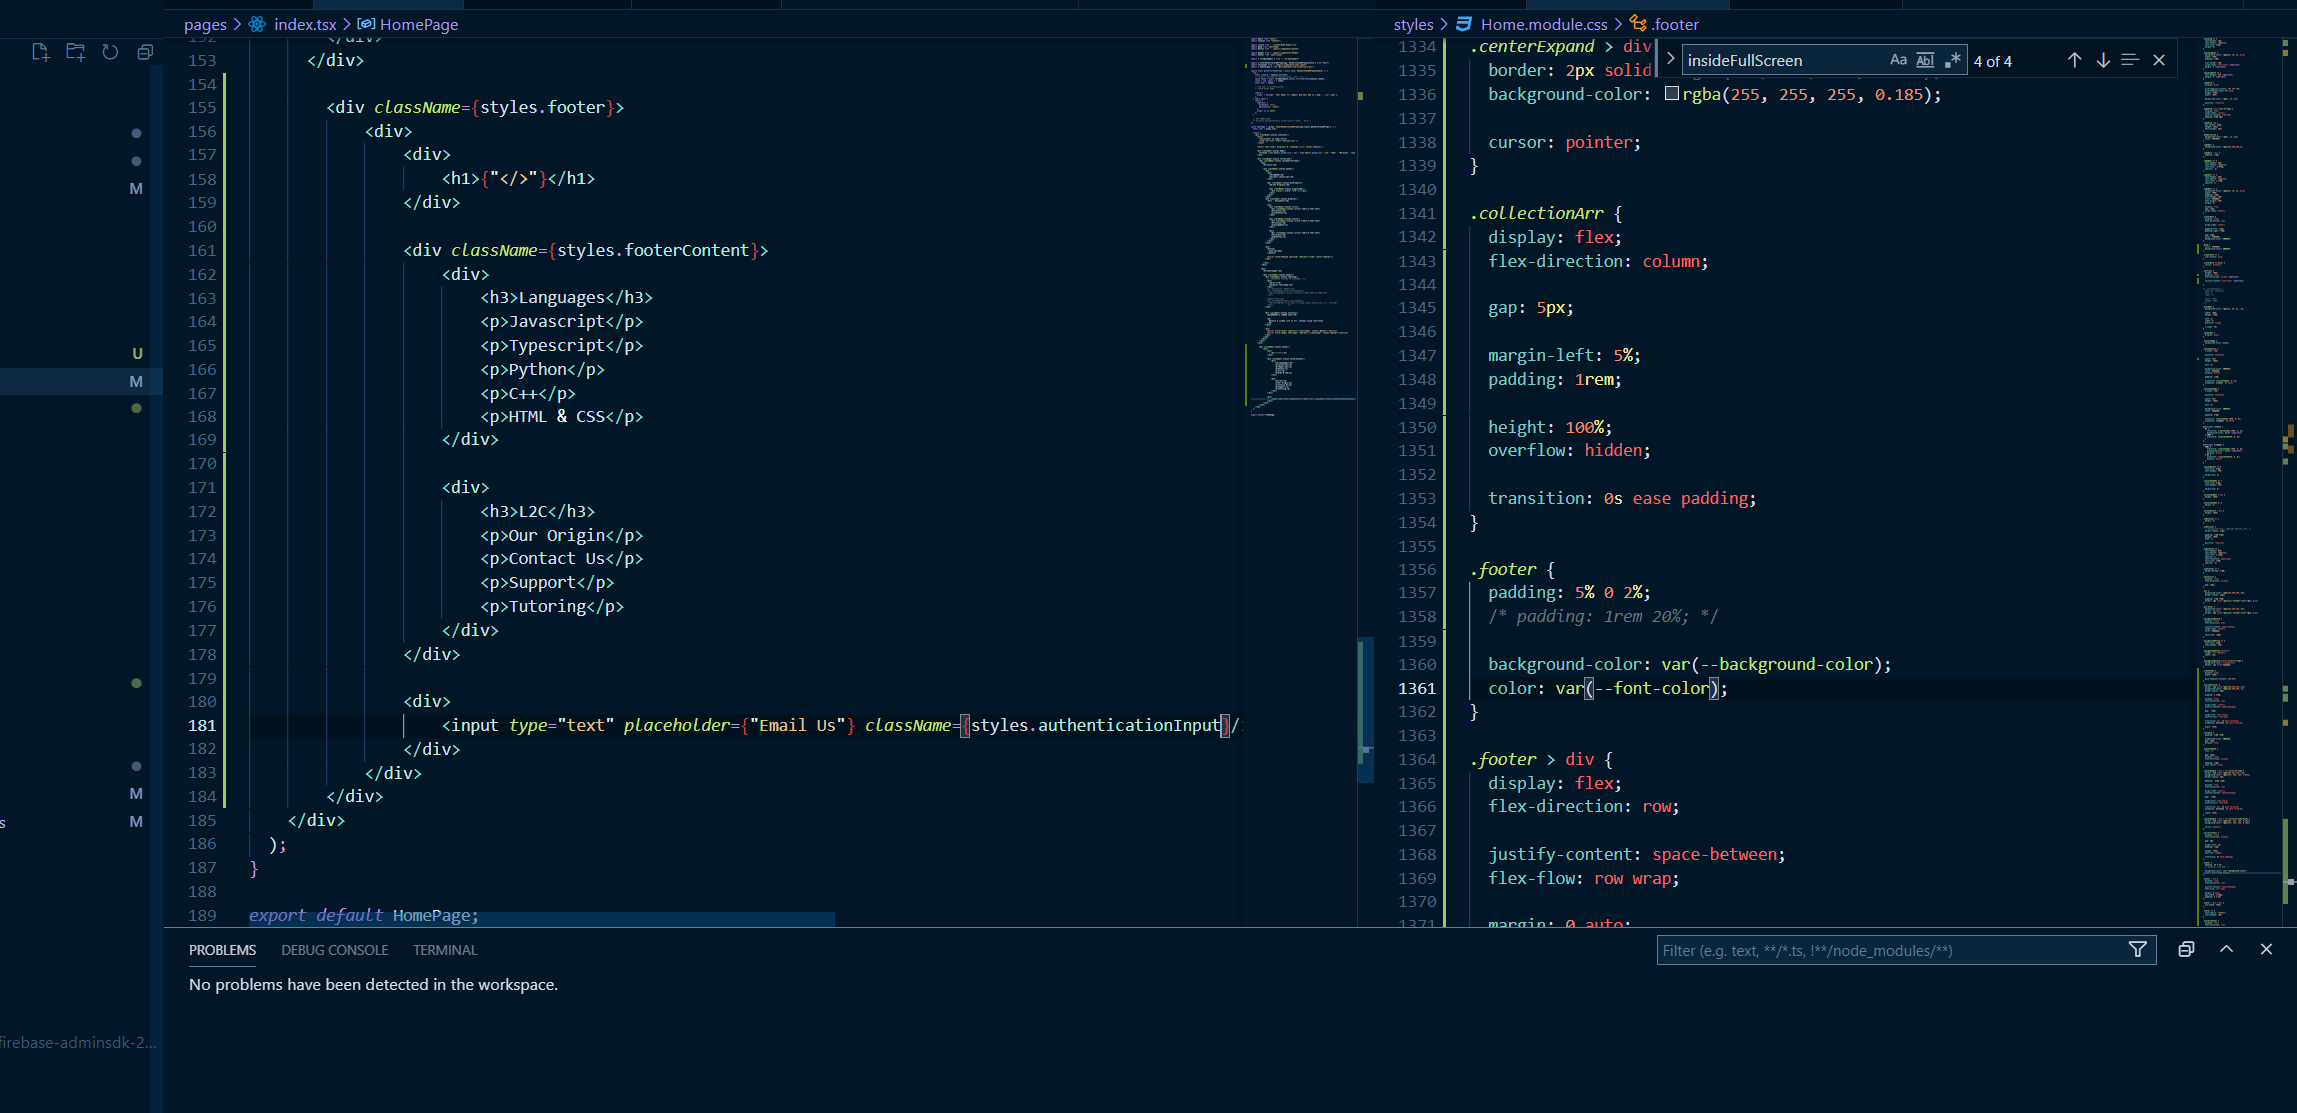 pages > index.tsx > HomePage
153 </div>
154
155 <div className={styles.footer}>
156 <div>
157 <div>
158 <h1>{"</>"}</h1>
159 </div>
160
161 <div className={styles.footerContent}>
162 <div>
163 <h3>Languages</h3>
164 <p>Javascript</p>
165 <p>Typescript</p>
166 <p>Python</p>
167 <p>C++</p>
168 <p>HTML & CSS</p>
169 </div>
170
171 <div>
172 <h3>L2C</h3>
173 <p>Our Origin</p>
174 <p>Contact Us</p>
175 <p>Support</p>
176 <p>Tutoring</p>
177 </div>
178 </div>
179
180 <div>
181 <input type="text" placeholder={"Email Us"} className={styles.authenticationInput}/
182 </div>
183 </div>
184 </div>
185 </div>
186 );
187 }
188
189 export default HomePage;
styles > Home.module.css > .footer
insideFullScreen Aa Abl .* 4 of 4
1334 .centerExpand > div
1335 border: 2px solid
1336 background-color: rgba(255, 255, 255, 0.185);
1337
1338 cursor: pointer;
1339 }
1340
1341 .collectionArr {
1342 display: flex;
1343 flex-direction: column;
1344
1345 gap: 5px;
1346
1347 margin-left: 5%;
1348 padding: 1rem;
1349
1350 height: 100%;
1351 overflow: hidden;
1352
1353 transition: 0s ease padding;
1354 }
1355
1356 .footer {
1357 padding: 5% 0 2%;
1358 /* padding: 1rem 20%; */
1359
1360 background-color: var(--background-color);
1361 color: var(--font-color);
1362 }
1363
1364 .footer > div {
1365 display: flex;
1366 flex-direction: row;
1367
1368 justify-content: space-between;
1369 flex-flow: row wrap;
1370
1371 margin: 0 auto;
M
U
M
M
s M
firebase-adminsdk-2...
PROBLEMS DEBUG CONSOLE TERMINAL
Filter (e.g. text, **/*.ts, !**/node_modules/**)
No problems have been detected in the workspace.